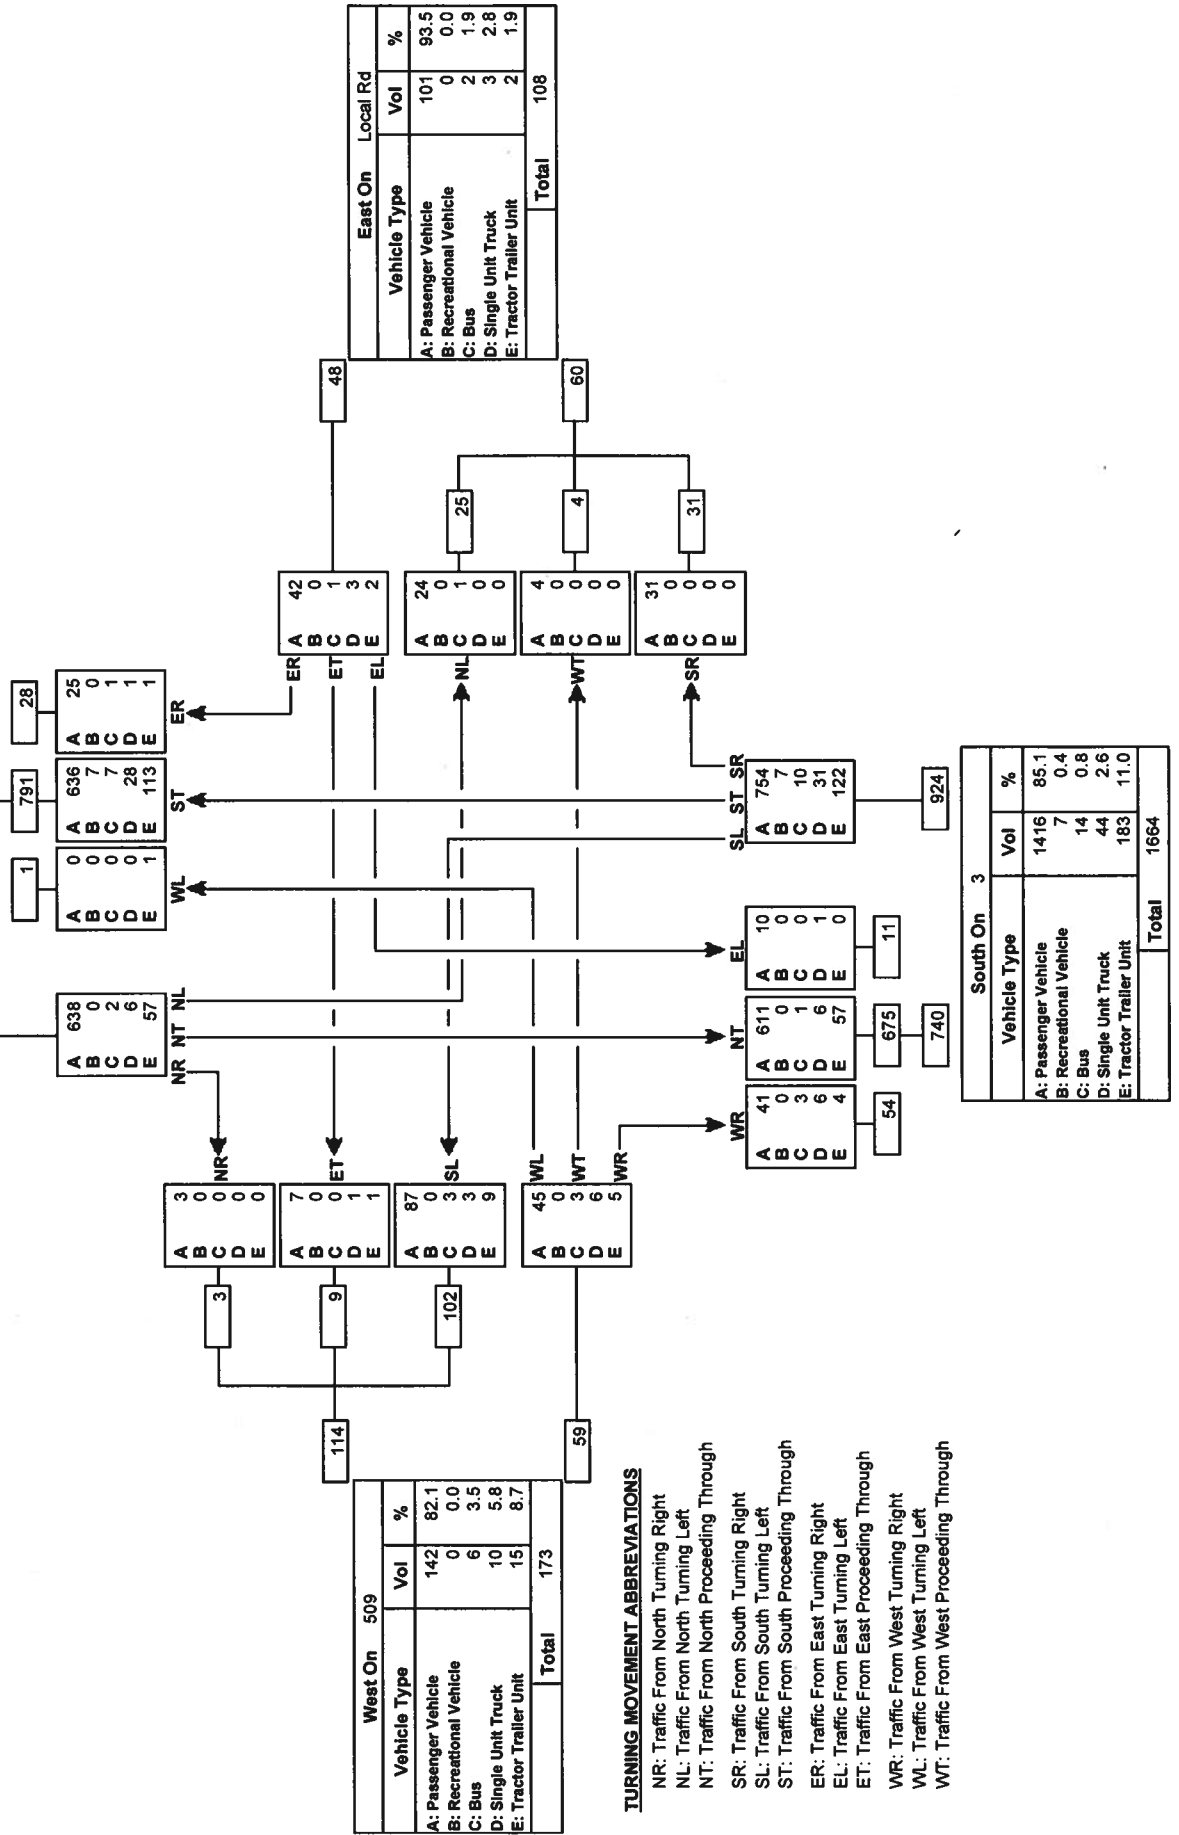 28
A 25
B 0
C 1
D 1
E 1
ER
791
A 636
B 7
C 7
D 28
E 113
ST
1
A 0
B 0
C 0
D 0
E 1
WL
A 638
B 0
C 2
D 6
E 57
NR NT NL
A 3
B 0
C 0
D 0
E 0
NR
3
A 7
B 0
C 0
D 1
E 1
ET
9
A 87
B 0
C 3
D 3
E 9
SL
102
114
A 45
B 0
C 3
D 6
E 5
WL
WT
WR
59
West On 509
Vehicle Type Vol %
A: Passenger Vehicle 142 82.1
B: Recreational Vehicle 0 0.0
C: Bus 6 3.5
D: Single Unit Truck 10 5.8
E: Tractor Trailer Unit 15 8.7
Total 173
A 42
B 0
C 1
D 3
E 2
ER
ET
EL
48
A 24
B 0
C 1
D 0
E 0
NL
25
A 4
B 0
C 0
D 0
E 0
WT
4
A 31
B 0
C 0
D 0
E 0
SR
31
60
East On Local Rd
Vehicle Type Vol %
A: Passenger Vehicle 101 93.5
B: Recreational Vehicle 0 0.0
C: Bus 2 1.9
D: Single Unit Truck 3 2.8
E: Tractor Trailer Unit 2 1.9
Total 108
WR
A 41
B 0
C 3
D 6
E 4
54
NT
A 611
B 0
C 1
D 6
E 57
675
740
EL
A 10
B 0
C 0
D 1
E 0
11
SL ST SR
A 754
B 7
C 10
D 31
E 122
924
South On 3
Vehicle Type Vol %
A: Passenger Vehicle 1416 85.1
B: Recreational Vehicle 7 0.4
C: Bus 14 0.8
D: Single Unit Truck 44 2.6
E: Tractor Trailer Unit 183 11.0
Total 1664
TURNING MOVEMENT ABBREVIATIONS
NR: Traffic From North Turning Right
NL: Traffic From North Turning Left
NT: Traffic From North Proceeding Through
SR: Traffic From South Turning Right
SL: Traffic From South Turning Left
ST: Traffic From South Proceeding Through
ER: Traffic From East Turning Right
EL: Traffic From East Turning Left
ET: Traffic From East Proceeding Through
WR: Traffic From West Turning Right
WL: Traffic From West Turning Left
WT: Traffic From West Proceeding Through